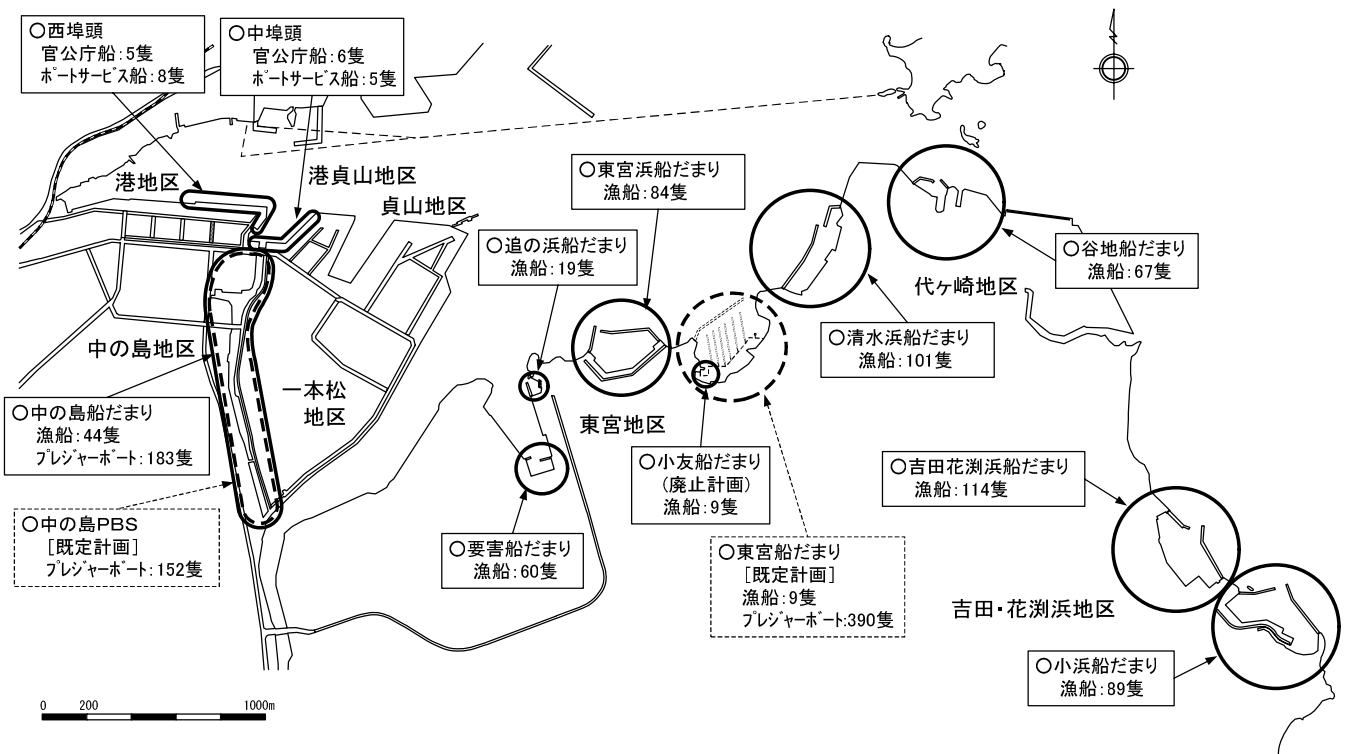 ○西埠頭
官公庁船:5隻
ポートサービス船:8隻
○中埠頭
官公庁船:6隻
ポートサービス船:5隻
港地区
港貞山地区
貞山地区
○東宮浜船だまり
漁船:84隻
○追の浜船だまり
漁船:19隻
○谷地船だまり
漁船:67隻
代ヶ崎地区
○清水浜船だまり
漁船:101隻
中の島地区
一本松
地区
○中の島船だまり
漁船:44隻
プレジャーボート:183隻
東宮地区
○小友船だまり
(廃止計画)
漁船:9隻
○吉田花渕浜船だまり
漁船:114隻
○中の島PBS
[既定計画]
プレジャーボート:152隻
○要害船だまり
漁船:60隻
○東宮船だまり
[既定計画]
漁船:9隻
プレジャーボート:390隻
吉田・花渕浜地区
○小浜船だまり
漁船:89隻
0 200 1000m